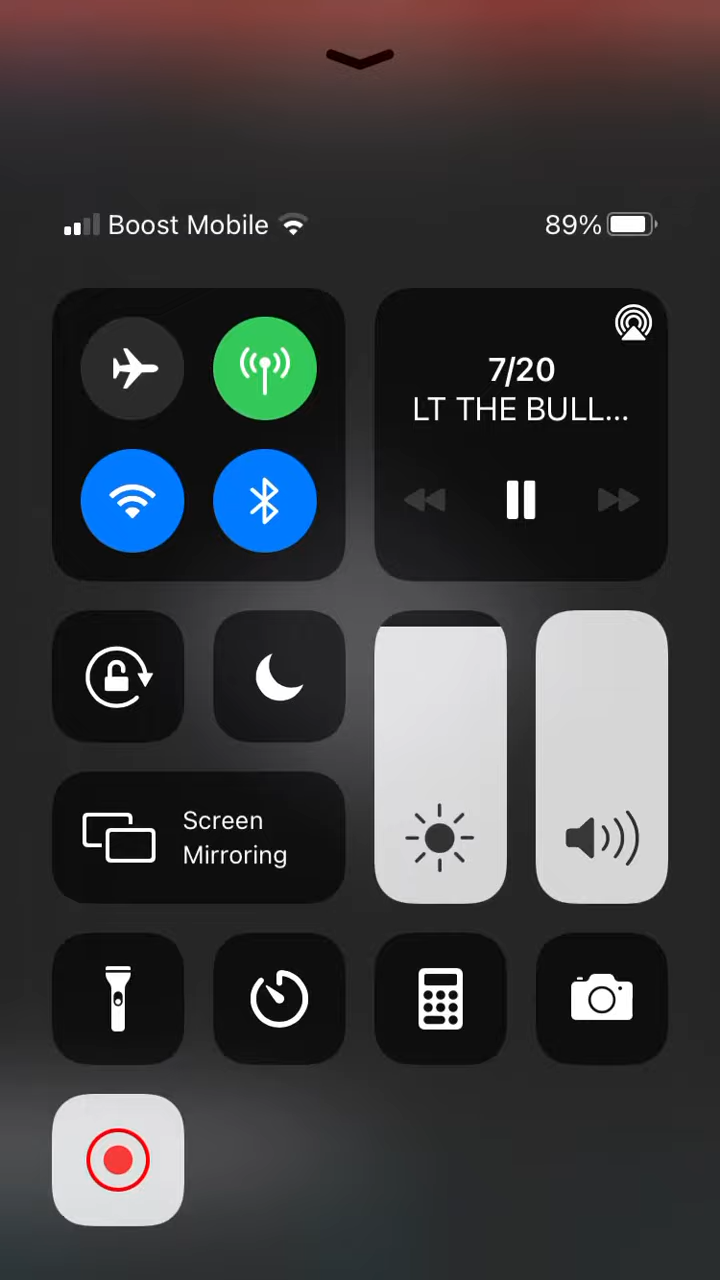 Boost Mobile
89%
7/20
LT THE BULL...
Screen
Mirroring